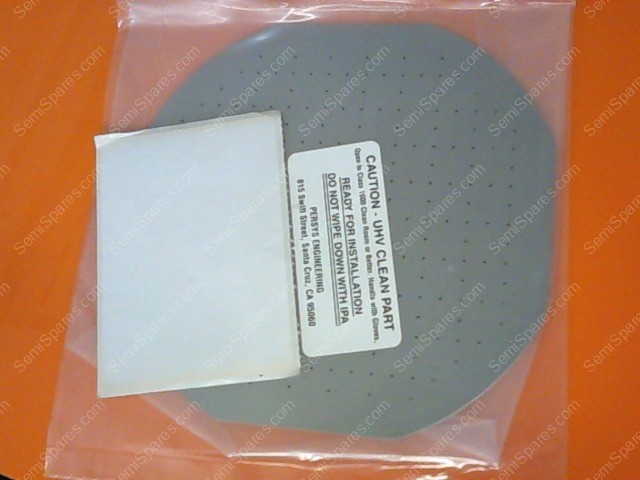 CAUTION - UHV CLEAN PART
Open in Class 1000 Clean Room or Better. Handle with Gloves.
READY FOR INSTALLATION
DO NOT WIPE DOWN WITH IPA
PERSYS ENGINEERING
815 Swift Street, Santa Cruz, CA 95060
SemiSpares.com